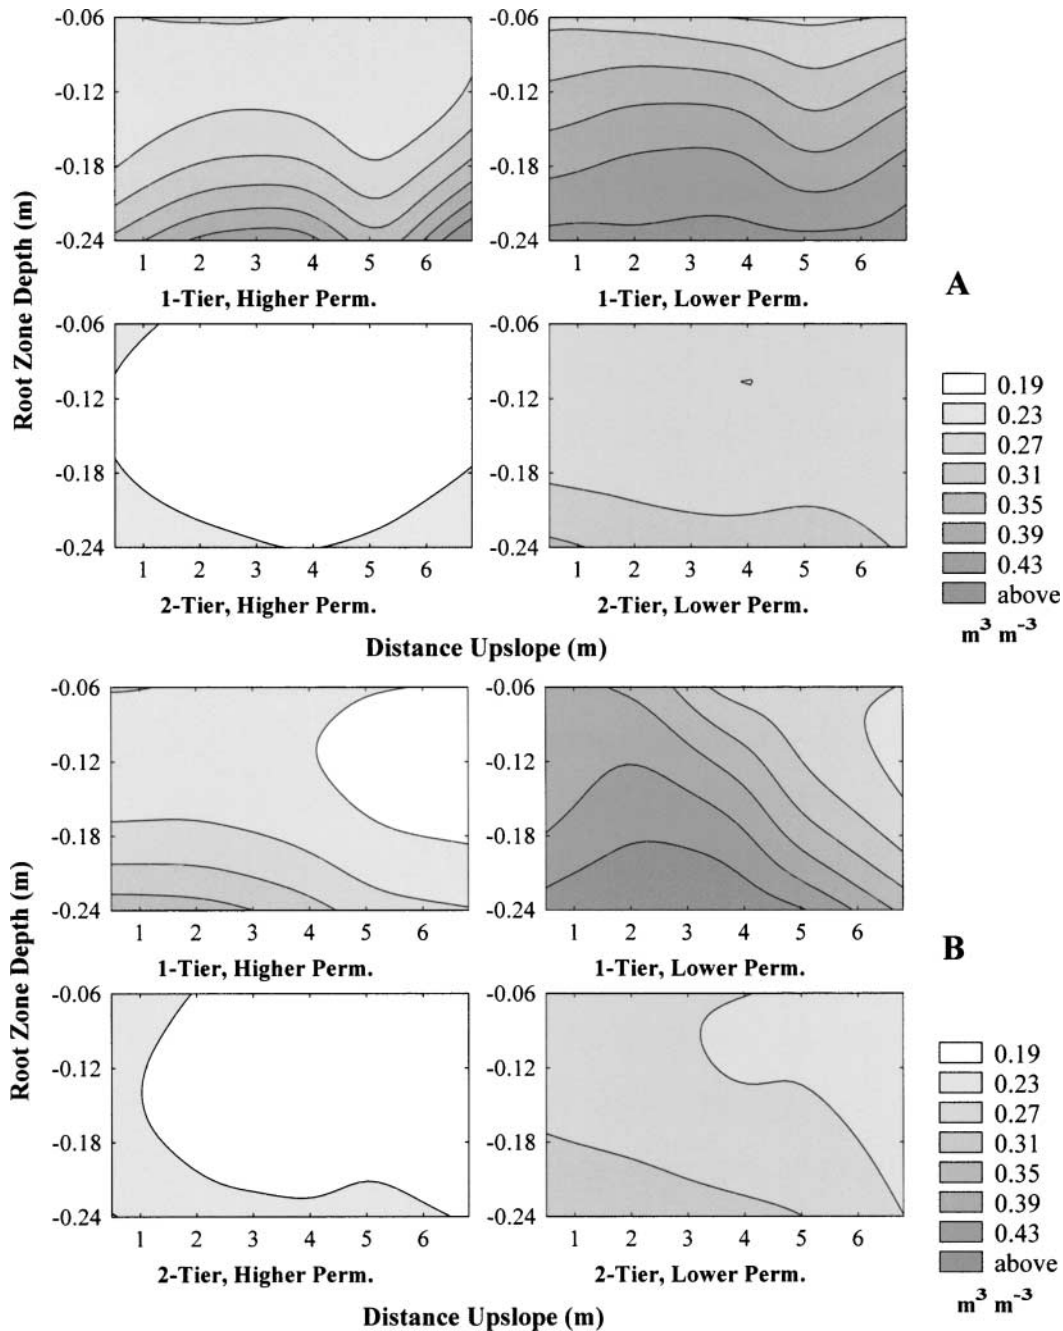 -0.06
-0.12
-0.18
-0.24
1 2 3 4 5 6
1-Tier, Higher Perm.
-0.06
-0.12
-0.18
-0.24
1 2 3 4 5 6
1-Tier, Lower Perm.
Root Zone Depth (m)
A
-0.06
-0.12
-0.18
-0.24
1 2 3 4 5 6
2-Tier, Higher Perm.
-0.06
-0.12
-0.18
-0.24
1 2 3 4 5 6
2-Tier, Lower Perm.
0.19
0.23
0.27
0.31
0.35
0.39
0.43
above
m³ m⁻³
Distance Upslope (m)
-0.06
-0.12
-0.18
-0.24
1 2 3 4 5 6
1-Tier, Higher Perm.
-0.06
-0.12
-0.18
-0.24
1 2 3 4 5 6
1-Tier, Lower Perm.
Root Zone Depth (m)
B
-0.06
-0.12
-0.18
-0.24
1 2 3 4 5 6
2-Tier, Higher Perm.
-0.06
-0.12
-0.18
-0.24
1 2 3 4 5 6
2-Tier, Lower Perm.
0.19
0.23
0.27
0.31
0.35
0.39
0.43
above
m³ m⁻³
Distance Upslope (m)